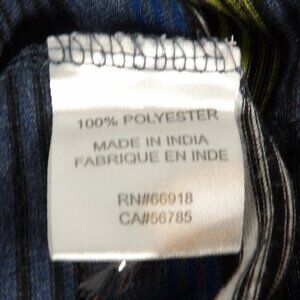 100% POLYESTER
MADE IN INDIA
FABRIQUE EN INDE
RN#66918
CA#56785